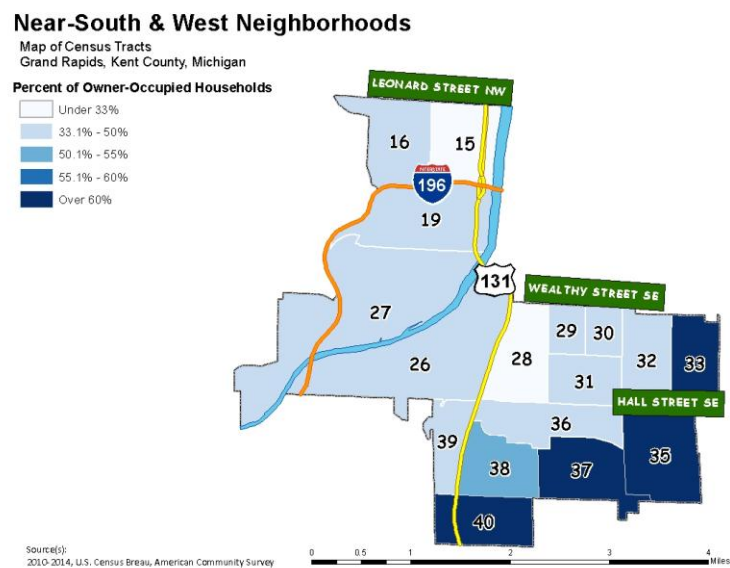 Near-South & West Neighborhoods
Map of Census Tracts
Grand Rapids, Kent County, Michigan
Percent of Owner-Occupied Households
Under 33%
33.1% - 50%
50.1% - 55%
55.1% - 60%
Over 60%
LEONARD STREET NW
16
15
INTERSTATE
196
19
131
WEALTHY STREET SE
27
29
30
26
28
32
33
31
HALL STREET SE
36
39
35
38
37
40
Source(s):
2010-2014, U.S. Census Breau, American Community Survey
0 0.5 1 2 3 4
Miles